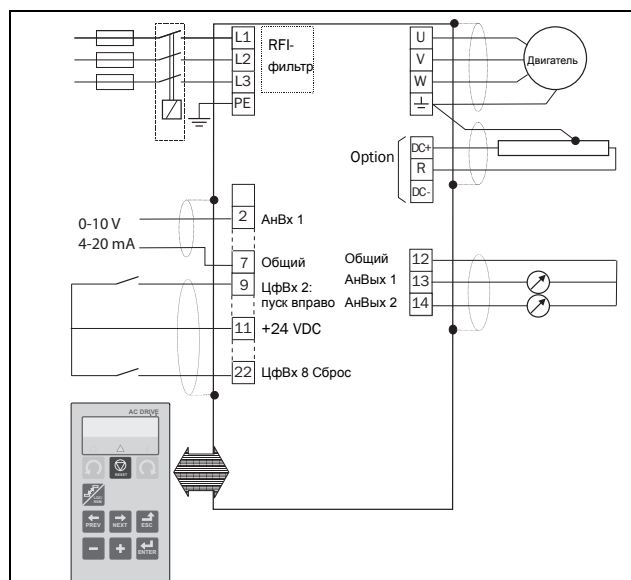 L1
L2
L3
PE
RFI-
фильтр
U
V
W
Двигатель
Option
DC+
R
DC-
0-10 V
4-20 mA
2 АнВх 1
7 Общий
9 ЦфВх 2:
пуск вправо
11 +24 VDC
22 ЦфВх 8 Сброс
Общий 12
АнВых 1 13
АнВых 2 14
AC DRIVE
RESET
PREV
NEXT
ESC
ENTER